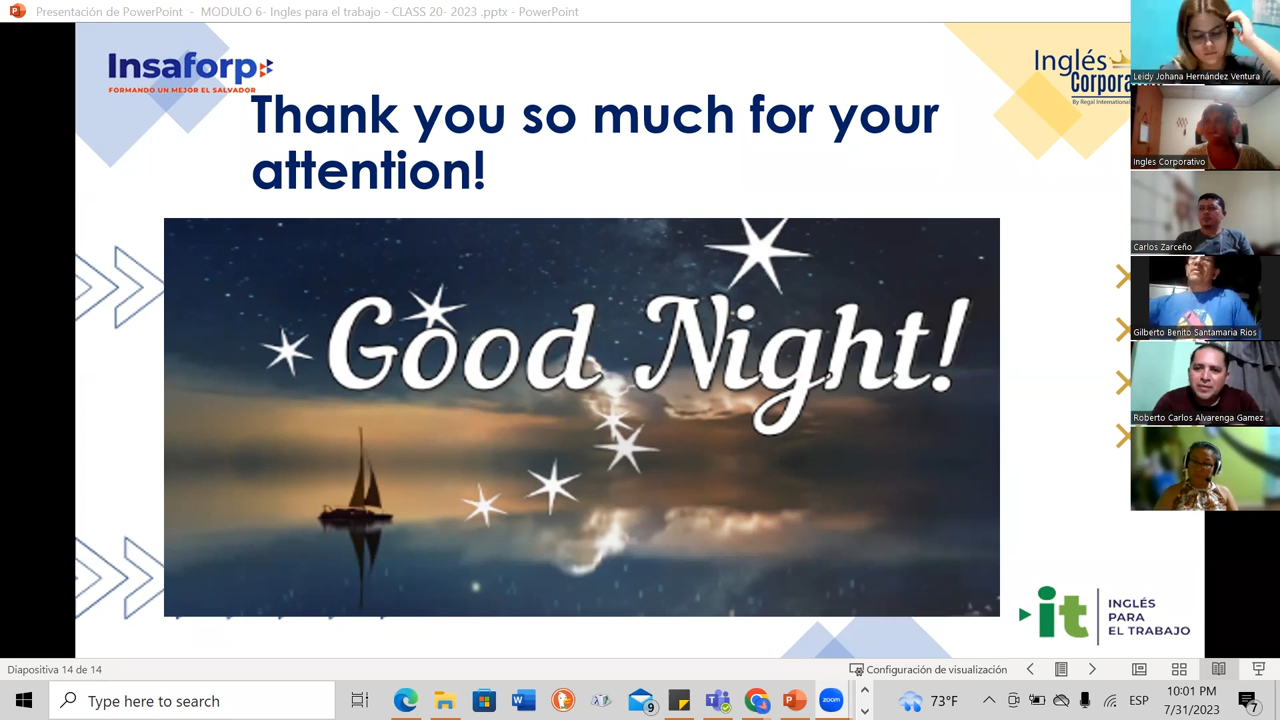 Presentación de PowerPoint - MODULO 6- Ingles para el trabajo - CLASS 20- 2023 .pptx - PowerPoint
Insaforp
FORMANDO UN MEJOR EL SALVADOR
Inglés
By Regal International
Thank you so much for your
attention!
Good Night!
Leidy Johana Hernández Ventura
Ingles Corporativo
Carlos Zarceño
Gilberto Benito Santamaria Rios
Roberto Carlos Alvarenga Gamez
it
INGLÉS
PARA
EL TRABAJO
Diapositiva 14 de 14
Configuración de visualización
Type here to search
9
zoom
73°F
ESP
10:01 PM
7/31/2023
7